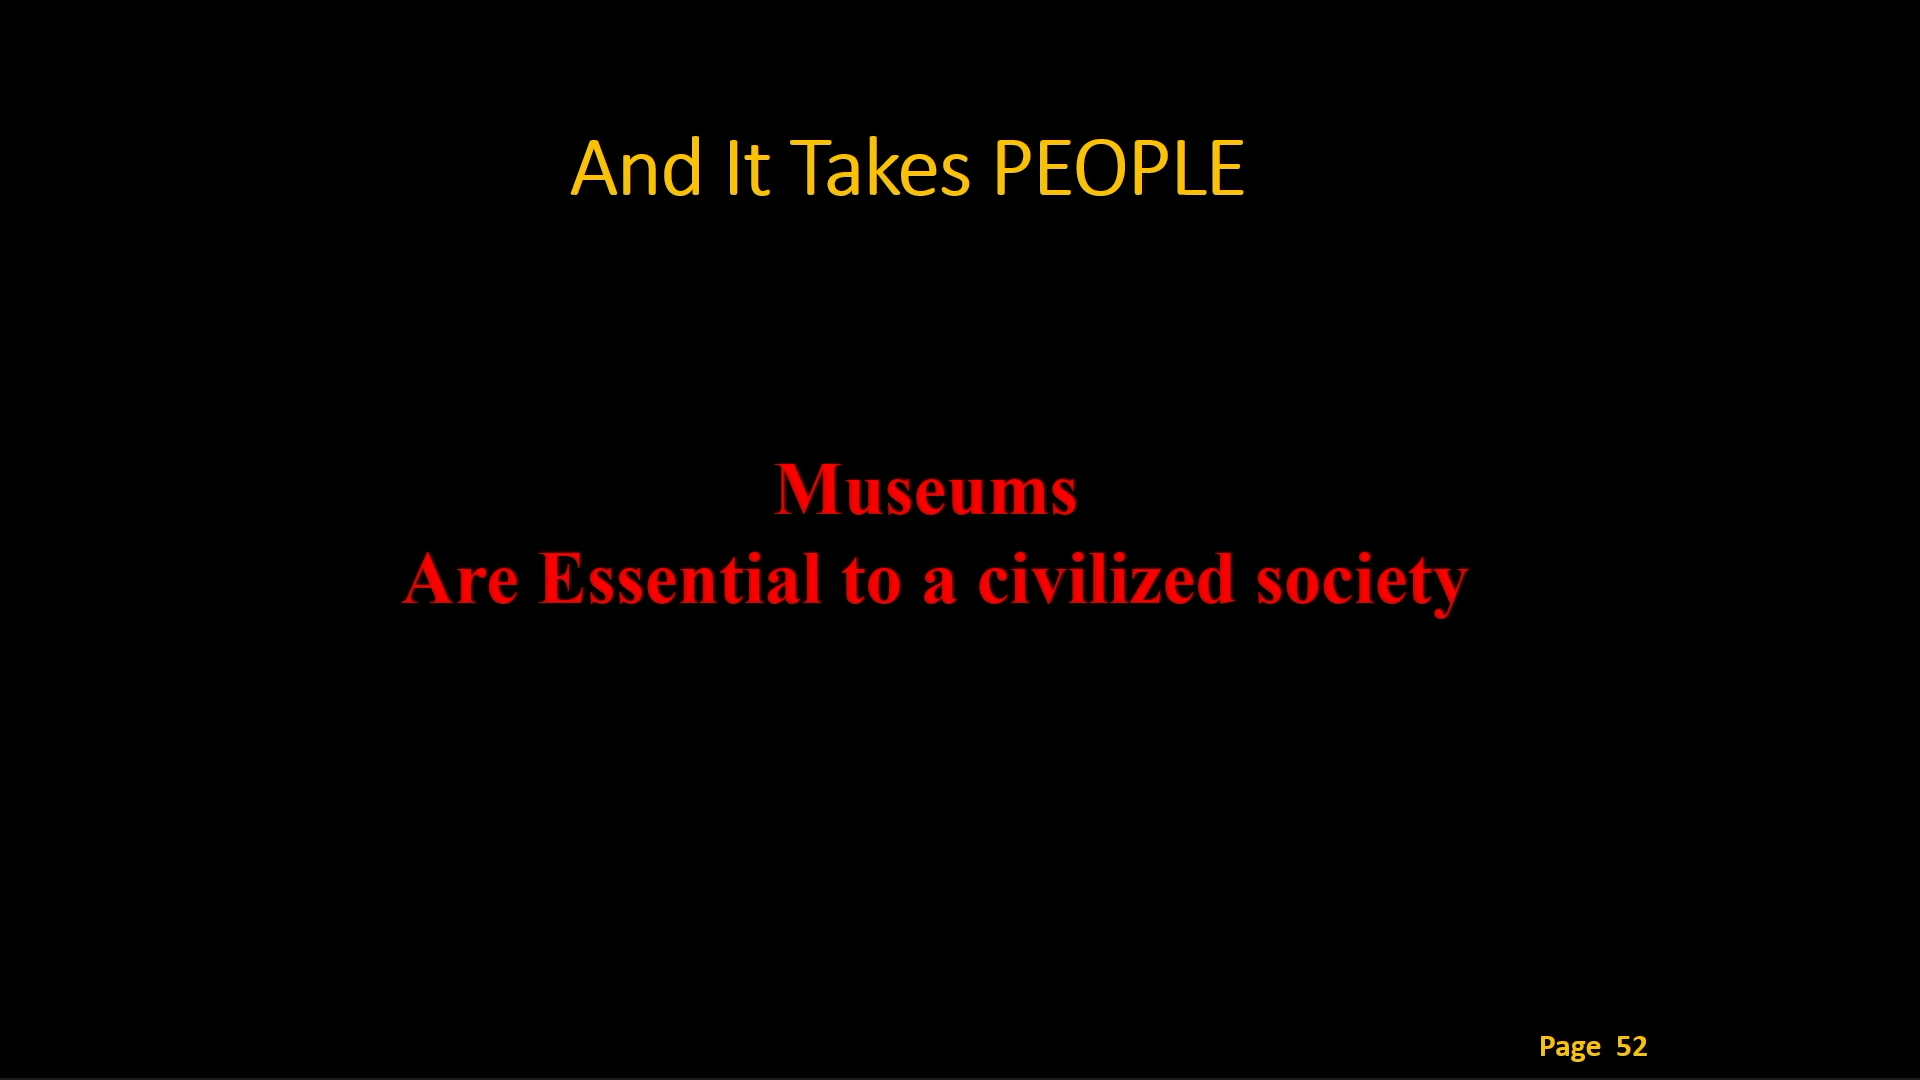 And It Takes PEOPLE
Museums
Are Essential to a civilized society
Page 52